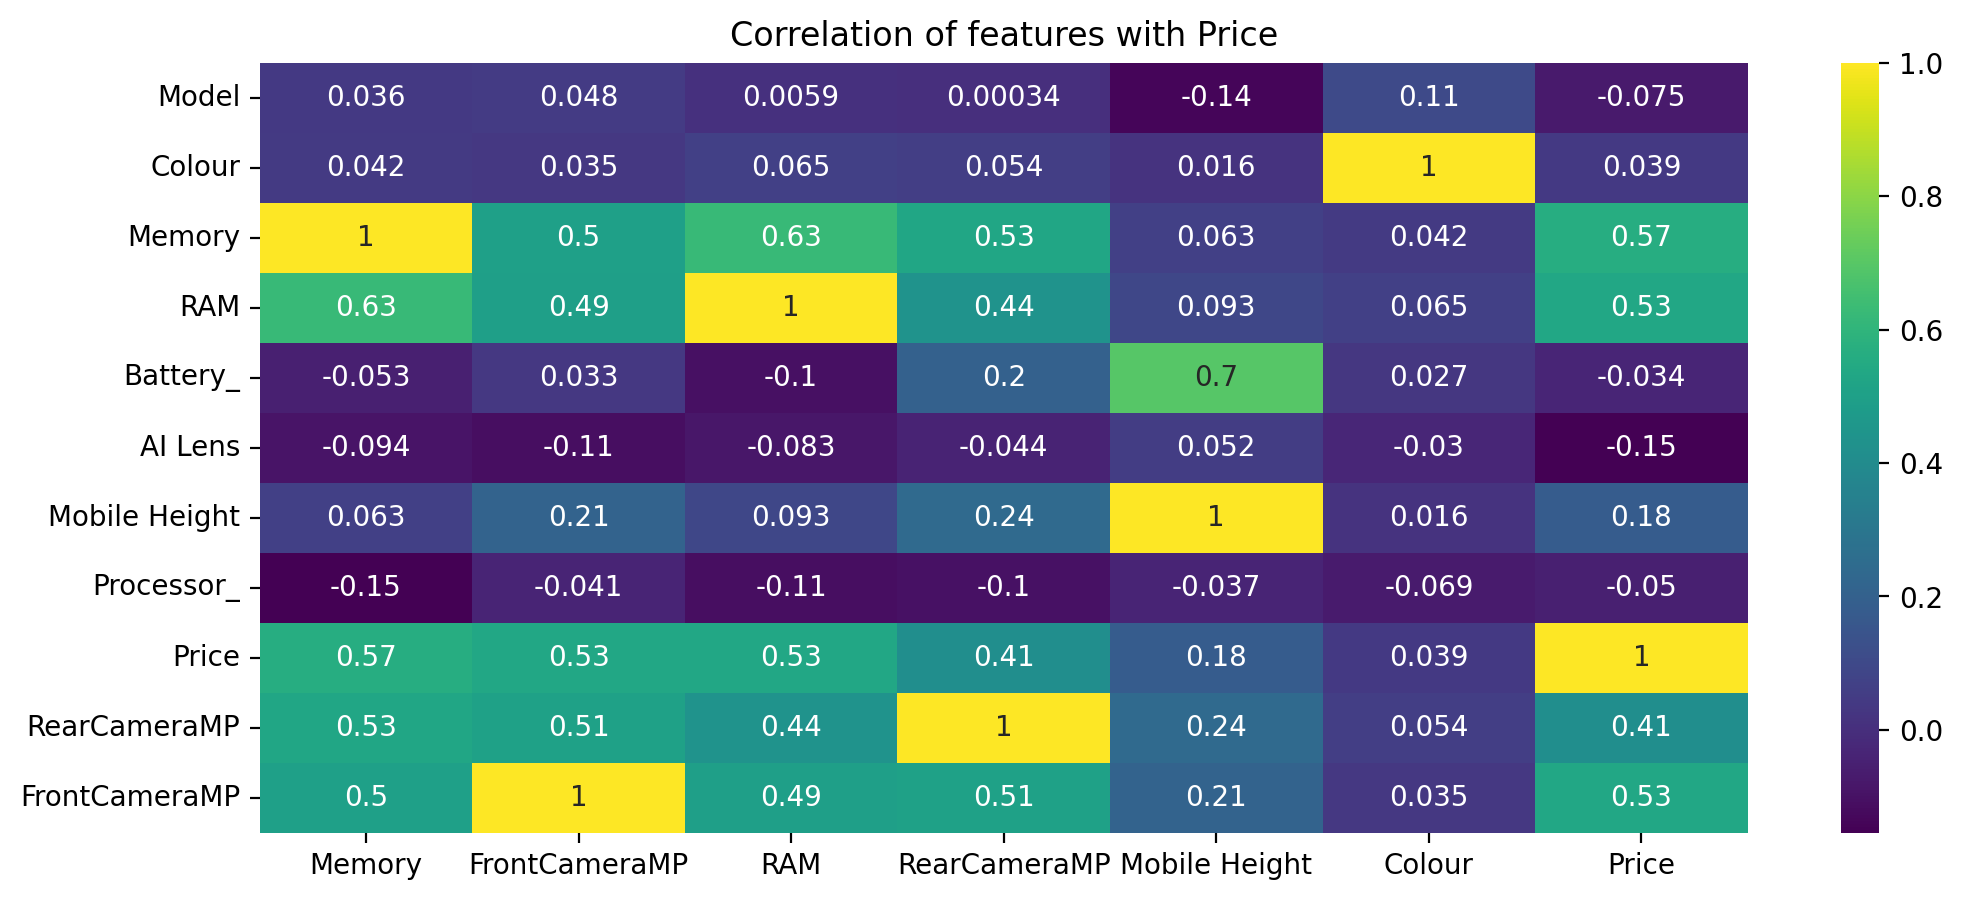 Correlation of features with Price
Model 0.036 0.048 0.0059 0.00034 -0.14 0.11 -0.075
Colour 0.042 0.035 0.065 0.054 0.016 1 0.039
Memory 1 0.5 0.63 0.53 0.063 0.042 0.57
RAM 0.63 0.49 1 0.44 0.093 0.065 0.53
Battery_ -0.053 0.033 -0.1 0.2 0.7 0.027 -0.034
AI Lens -0.094 -0.11 -0.083 -0.044 0.052 -0.03 -0.15
Mobile Height 0.063 0.21 0.093 0.24 1 0.016 0.18
Processor_ -0.15 -0.041 -0.11 -0.1 -0.037 -0.069 -0.05
Price 0.57 0.53 0.53 0.41 0.18 0.039 1
RearCameraMP 0.53 0.51 0.44 1 0.24 0.054 0.41
FrontCameraMP 0.5 1 0.49 0.51 0.21 0.035 0.53
Memory FrontCameraMP RAM RearCameraMP Mobile Height Colour Price
1.0
0.8
0.6
0.4
0.2
0.0